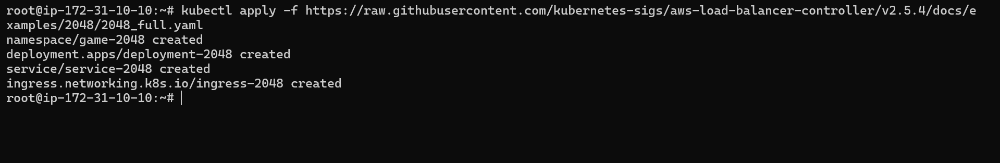 root@ip-172-31-10-10:~# kubectl apply -f https://raw.githubusercontent.com/kubernetes-sigs/aws-load-balancer-controller/v2.5.4/docs/e
xamples/2048/2048_full.yaml
namespace/game-2048 created
deployment.apps/deployment-2048 created
service/service-2048 created
ingress.networking.k8s.io/ingress-2048 created
root@ip-172-31-10-10:~#